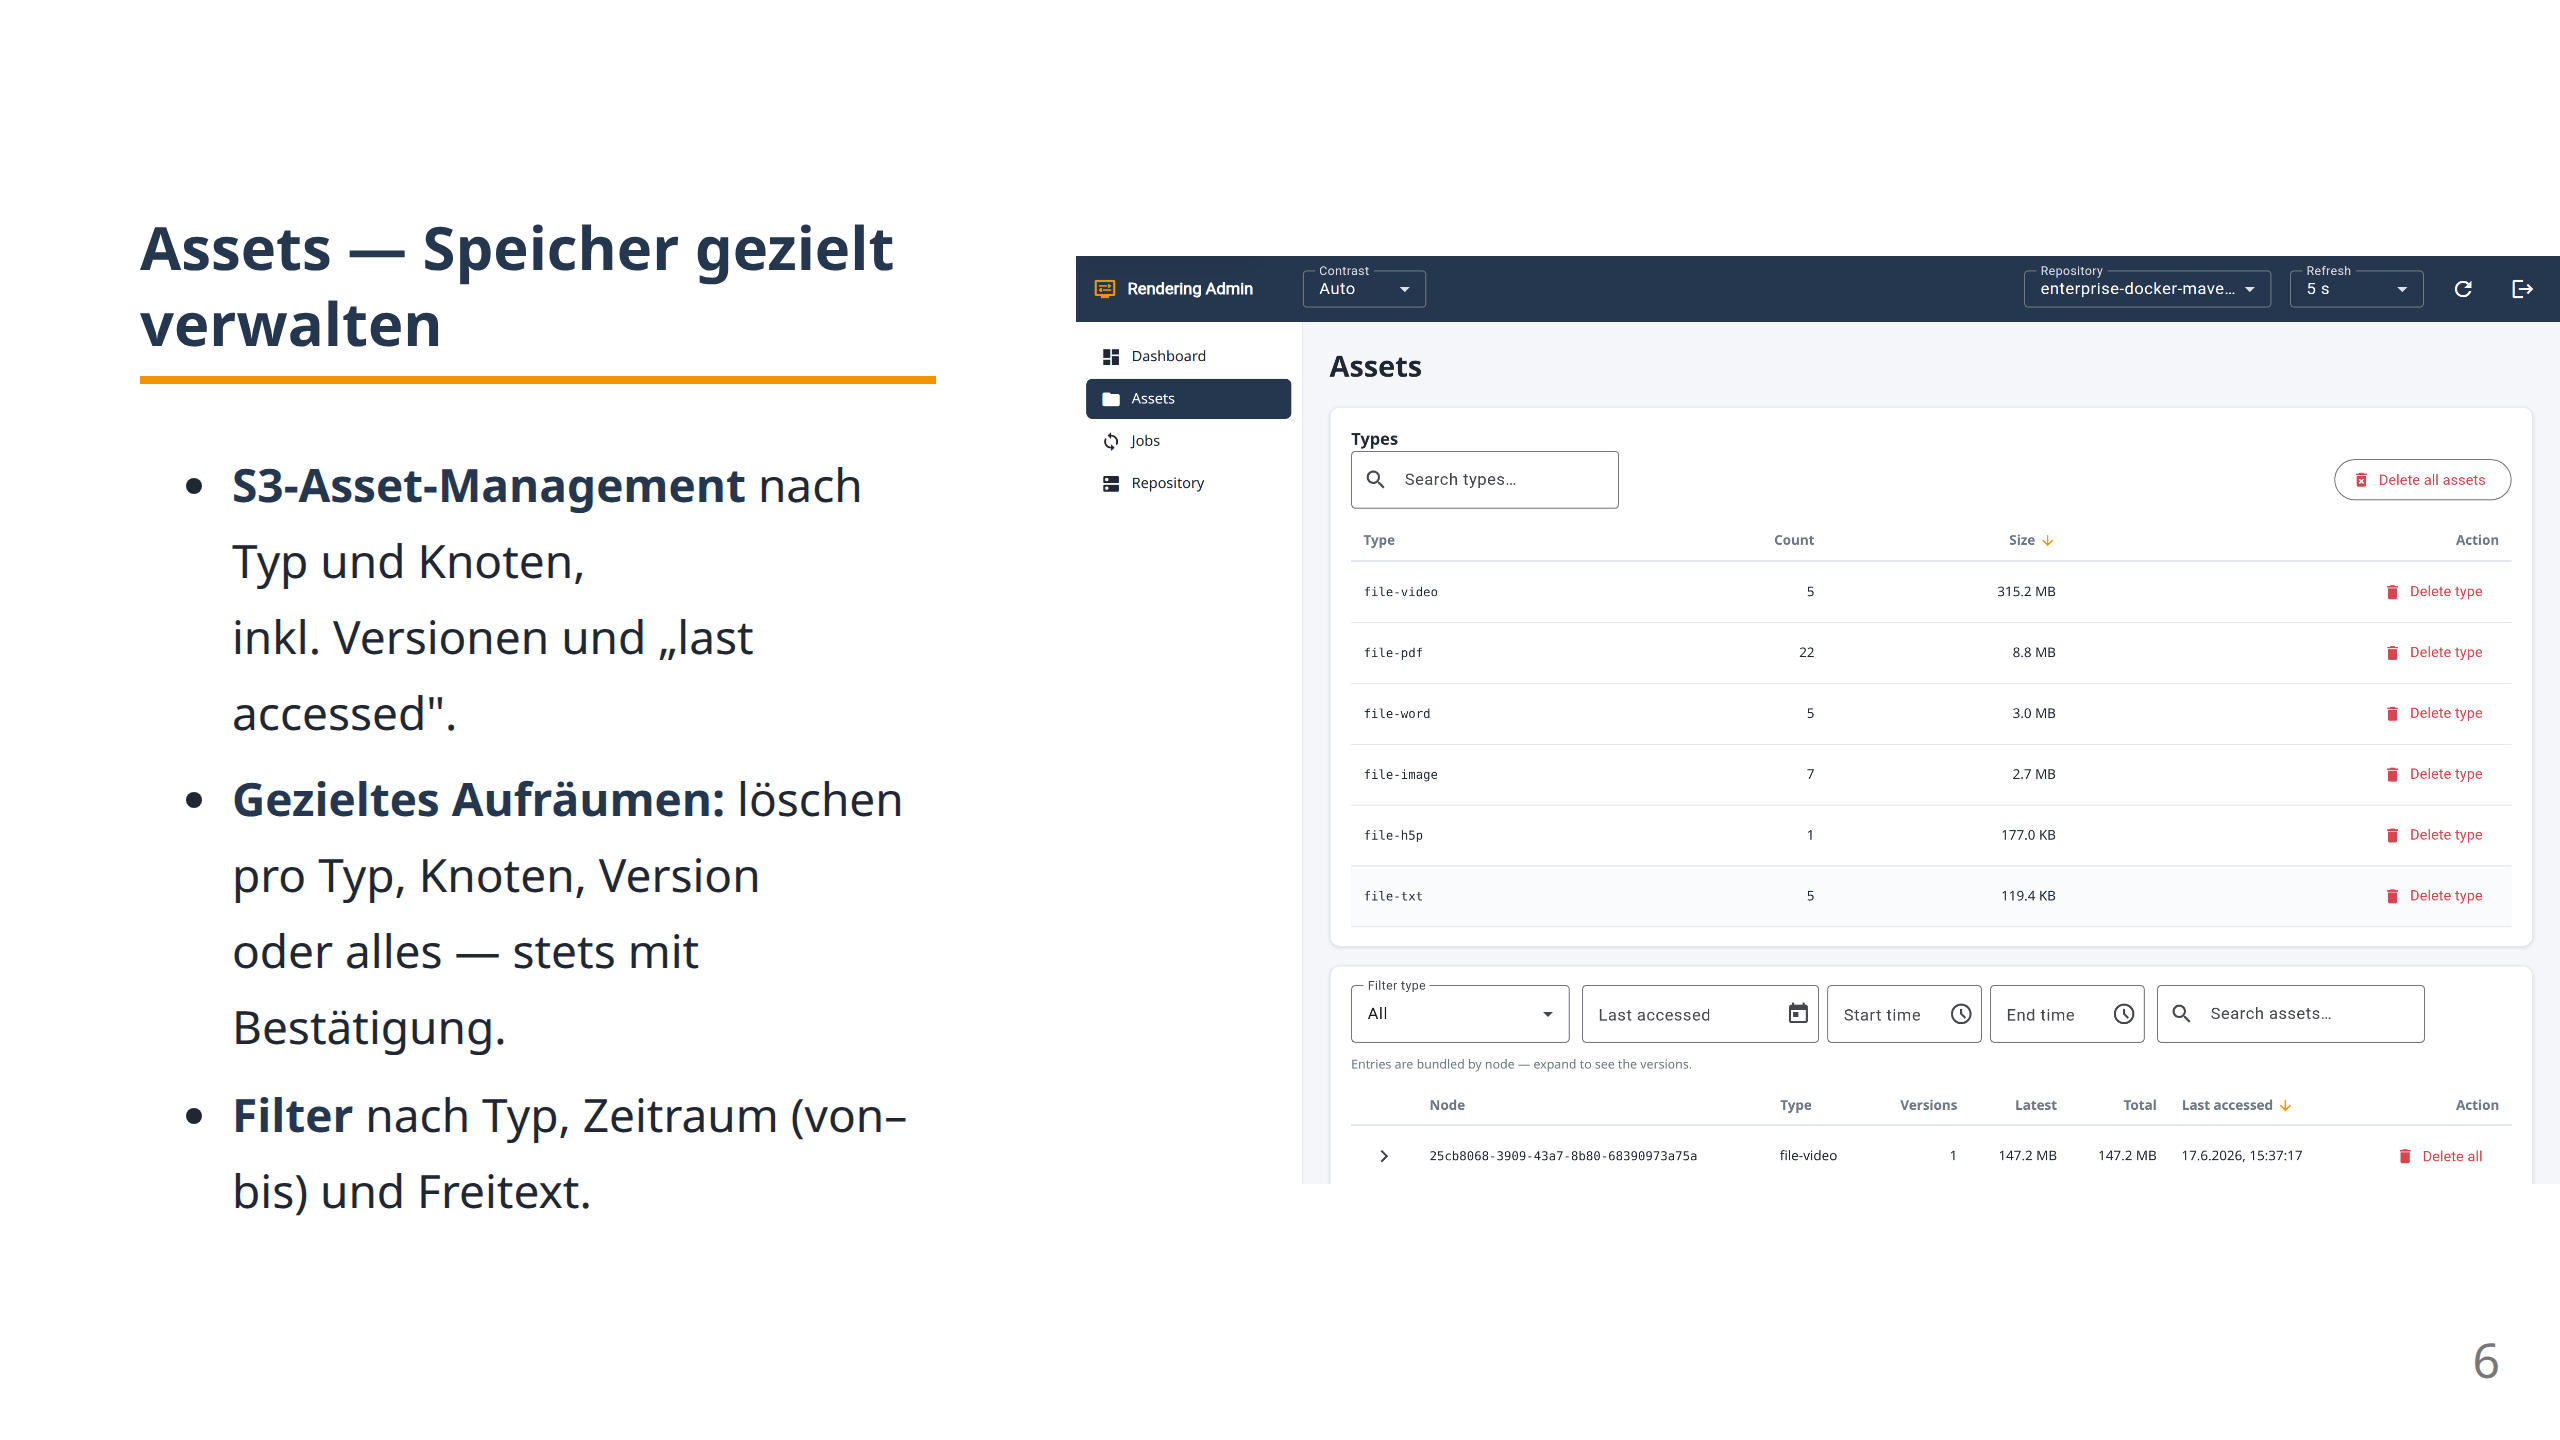 Assets — Speicher gezielt
verwalten
• S3-Asset-Management nach
Typ und Knoten,
inkl. Versionen und „last
accessed".
• Gezieltes Aufräumen: löschen
pro Typ, Knoten, Version
oder alles — stets mit
Bestätigung.
• Filter nach Typ, Zeitraum (von–
bis) und Freitext.
Rendering Admin
Contrast
Auto
Repository
enterprise-docker-mave...
Refresh
5 s
Dashboard
Assets
Jobs
Repository
Assets
Types
Search types...
Delete all assets
Type Count Size Action
file-video 5 315.2 MB Delete type
file-pdf 22 8.8 MB Delete type
file-word 5 3.0 MB Delete type
file-image 7 2.7 MB Delete type
file-h5p 1 177.0 KB Delete type
file-txt 5 119.4 KB Delete type
Filter type
All
Last accessed
Start time
End time
Search assets...
Entries are bundled by node — expand to see the versions.
Node Type Versions Latest Total Last accessed Action
25cb8068-3909-43a7-8b80-68390973a75a file-video 1 147.2 MB 147.2 MB 17.6.2026, 15:37:17 Delete all
6